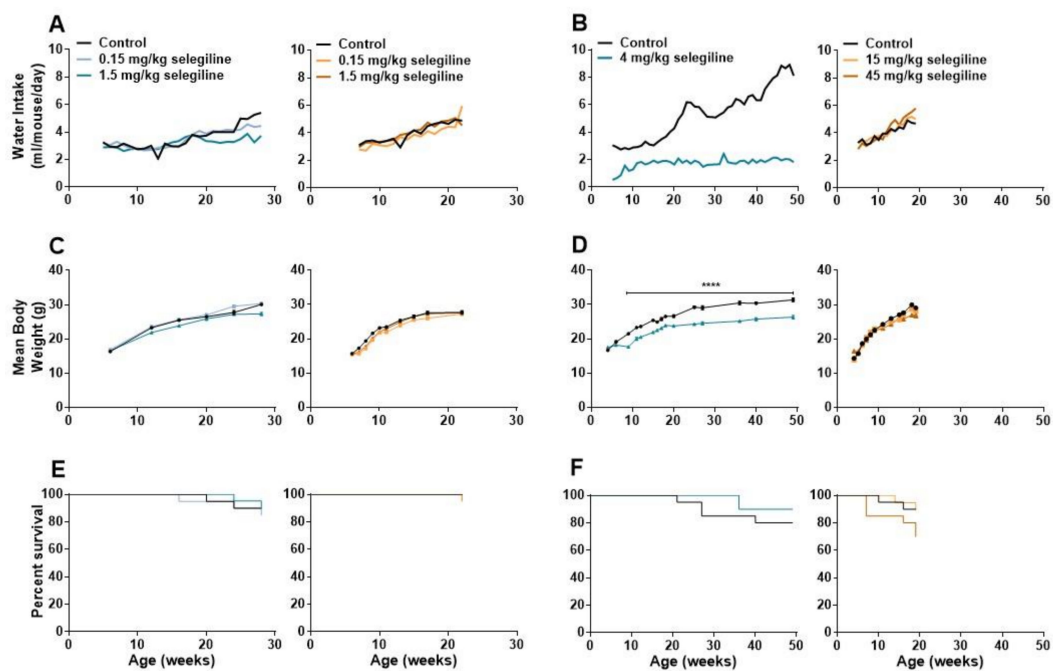 A
Control
0.15 mg/kg selegiline
1.5 mg/kg selegiline
Water Intake
(ml/mouse/day)
10
8
6
4
2
0
0 10 20 30
Control
0.15 mg/kg selegiline
1.5 mg/kg selegiline
10
8
6
4
2
0
0 10 20 30
B
Control
4 mg/kg selegiline
10
8
6
4
2
0
0 10 20 30 40 50
Control
15 mg/kg selegiline
45 mg/kg selegiline
10
8
6
4
2
0
0 10 20 30 40 50
C
Mean Body
Weight (g)
40
30
20
10
0
0 10 20 30
40
30
20
10
0
0 10 20 30
D
****
40
30
20
10
0
0 10 20 30 40 50
40
30
20
10
0
0 10 20 30 40 50
E
Percent survival
100
80
60
40
20
0
0 10 20 30
Age (weeks)
100
80
60
40
20
0
0 10 20 30
Age (weeks)
F
100
80
60
40
20
0
0 10 20 30 40 50
Age (weeks)
100
80
60
40
20
0
0 10 20 30 40 50
Age (weeks)